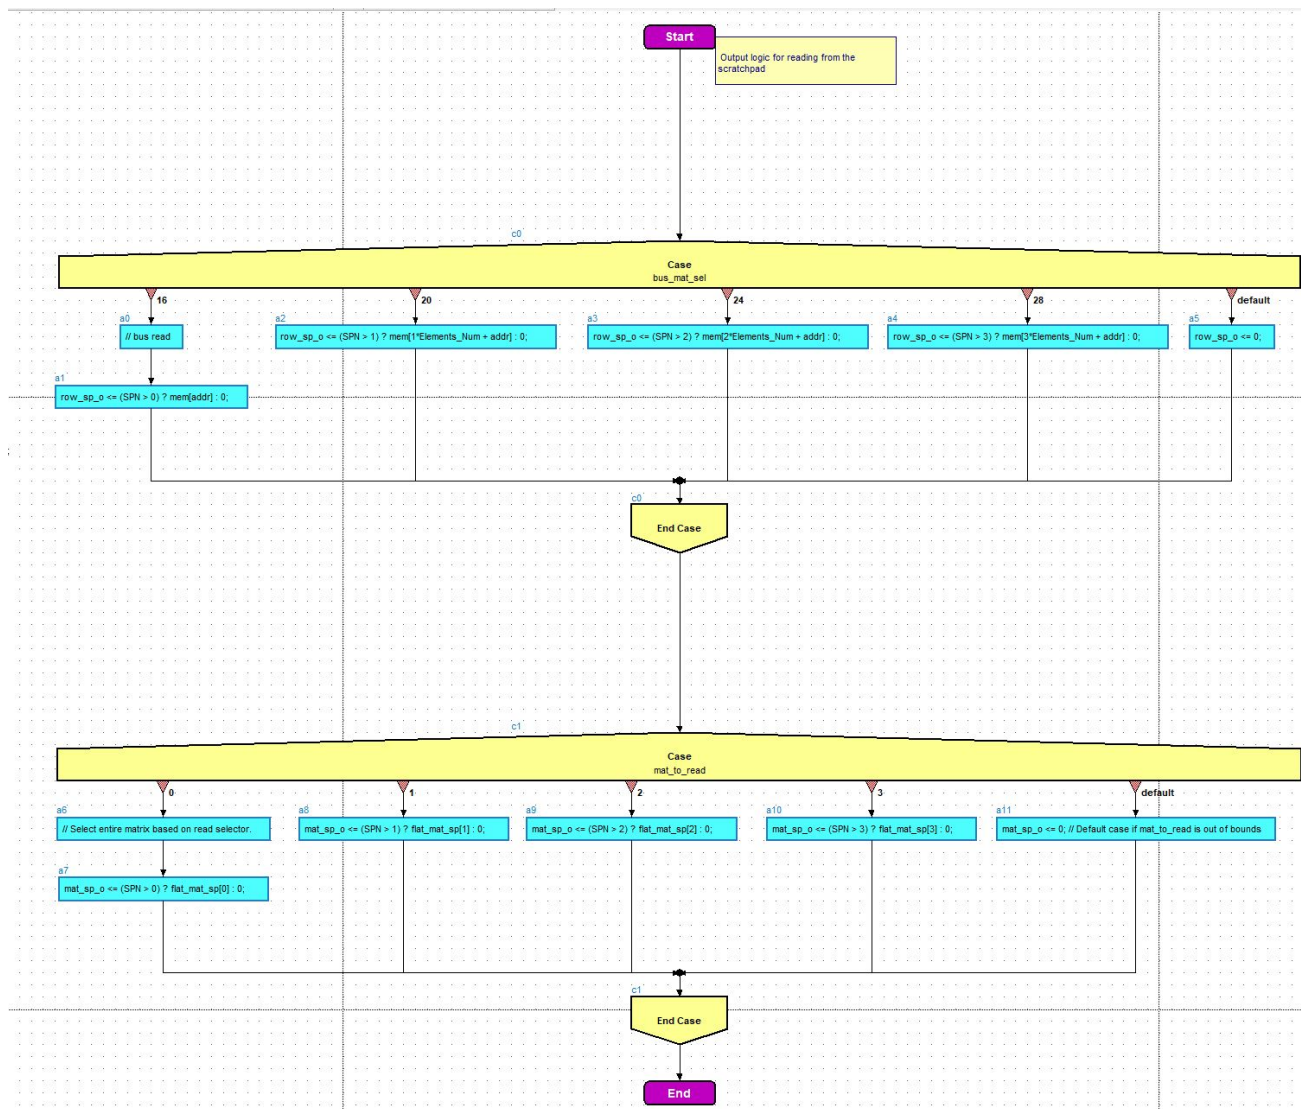 Start
Output logic for reading from the
scratchpad
c0
Case
bus_mat_sel
16
20
24
28
default
a0
// bus read
a2
row_sp_o <= (SPN > 1) ? mem[1*Elements_Num + addr] : 0;
a3
row_sp_o <= (SPN > 2) ? mem[2*Elements_Num + addr] : 0;
a4
row_sp_o <= (SPN > 3) ? mem[3*Elements_Num + addr] : 0;
a5
row_sp_o <= 0;
a1
row_sp_o <= (SPN > 0) ? mem[addr] : 0;
c0
End Case
c1
Case
mat_to_read
0
1
2
3
default
a6
// Select entire matrix based on read selector.
a8
mat_sp_o <= (SPN > 1) ? flat_mat_sp[1] : 0;
a9
mat_sp_o <= (SPN > 2) ? flat_mat_sp[2] : 0;
a10
mat_sp_o <= (SPN > 3) ? flat_mat_sp[3] : 0;
a11
mat_sp_o <= 0; // Default case if mat_to_read is out of bounds
a7
mat_sp_o <= (SPN > 0) ? flat_mat_sp[0] : 0;
c1
End Case
End